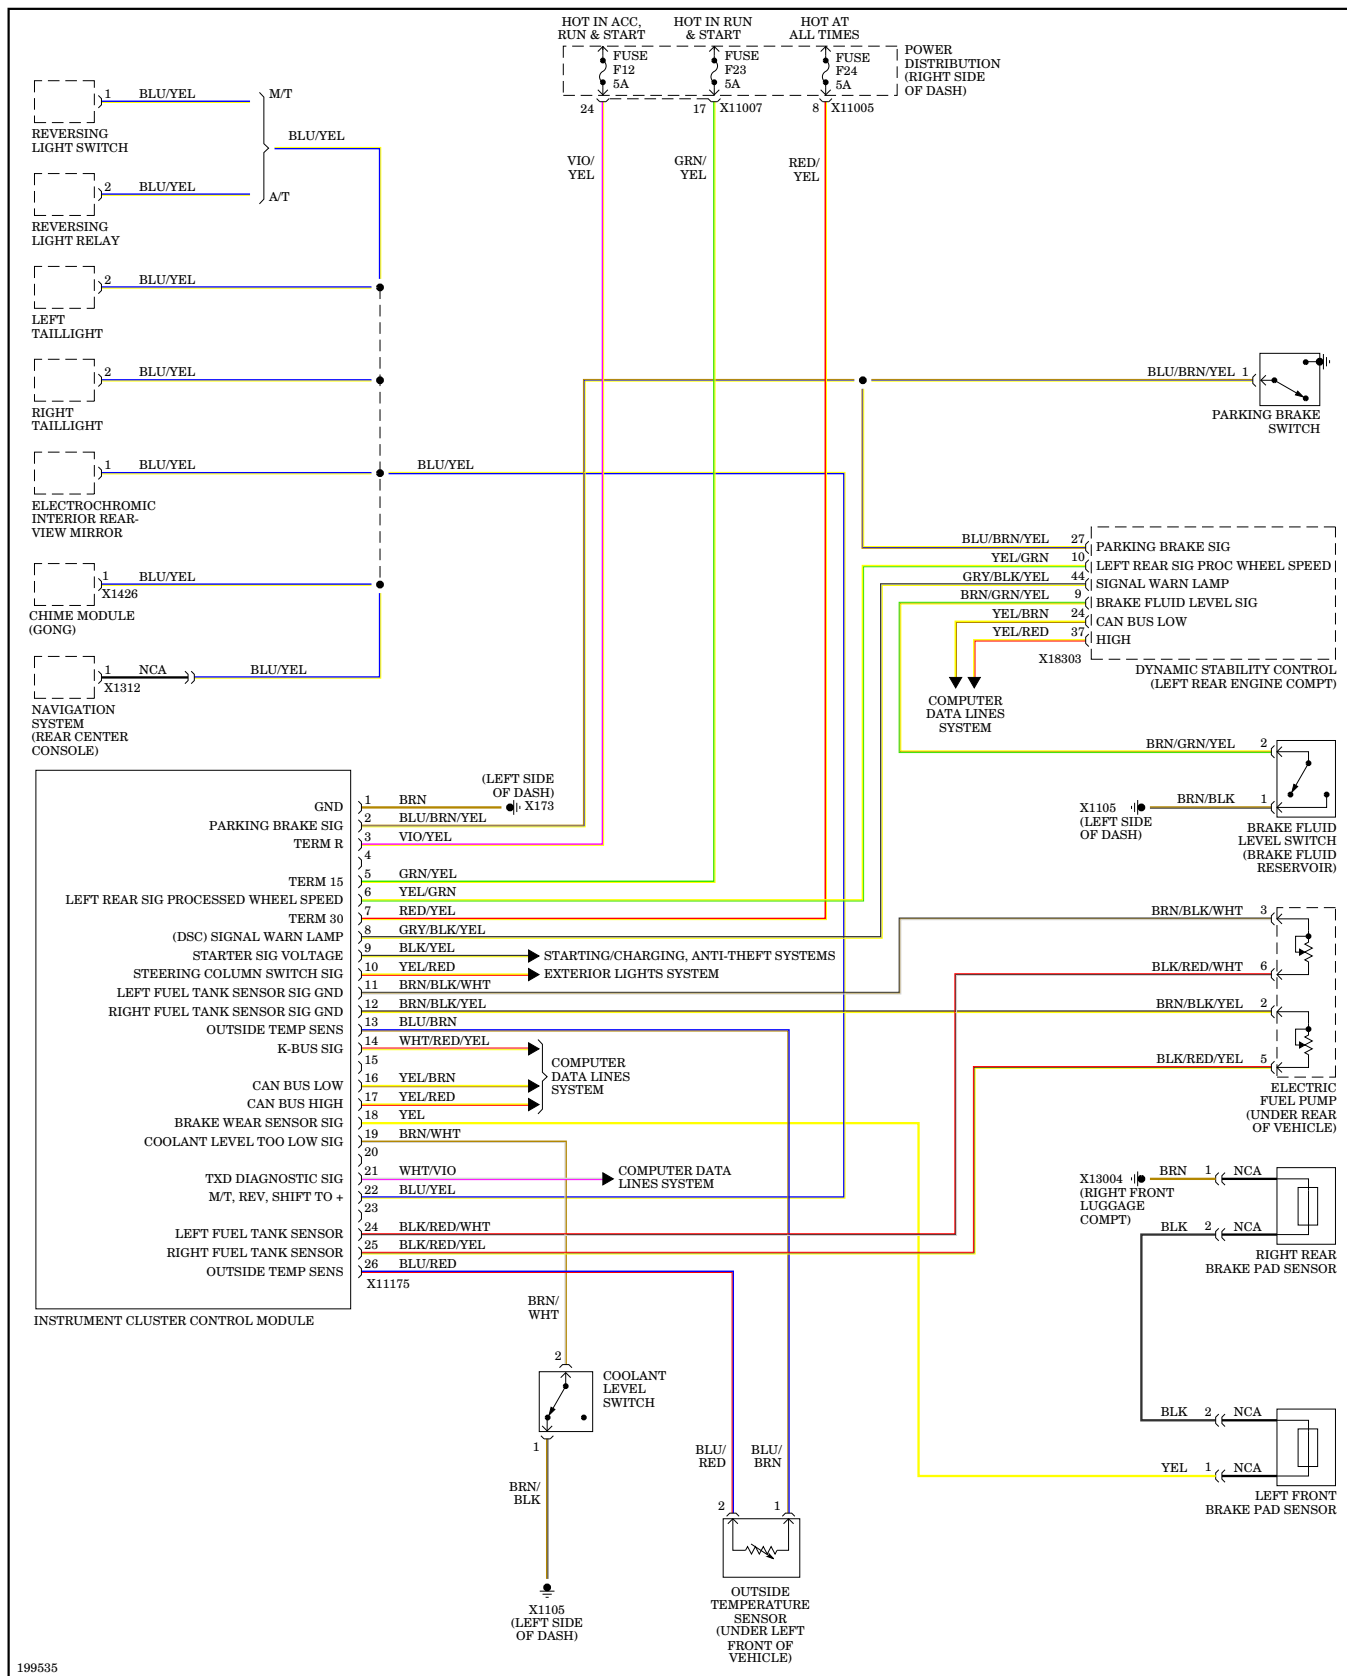 HOT IN ACC,
RUN & START
HOT IN RUN
& START
HOT AT
ALL TIMES
FUSE
F12
5A
FUSE
F23
5A
FUSE
F24
5A
POWER
DISTRIBUTION
(RIGHT SIDE
OF DASH)
24
17
X11007
8
X11005
VIO/
YEL
GRN/
YEL
RED/
YEL
1 BLU/YEL
M/T
REVERSING
LIGHT SWITCH
BLU/YEL
2 BLU/YEL
A/T
REVERSING
LIGHT RELAY
2 BLU/YEL
LEFT
TAILLIGHT
2 BLU/YEL
RIGHT
TAILLIGHT
1 BLU/YEL
BLU/YEL
ELECTROCHROMIC
INTERIOR REAR-
VIEW MIRROR
1 BLU/YEL
X1426
CHIME MODULE
(GONG)
1 NCA
BLU/YEL
X1312
NAVIGATION
SYSTEM
(REAR CENTER
CONSOLE)
BLU/BRN/YEL 1
PARKING BRAKE
SWITCH
BLU/BRN/YEL 27 PARKING BRAKE SIG
YEL/GRN 10 LEFT REAR SIG PROC WHEEL SPEED
GRY/BLK/YEL 44 SIGNAL WARN LAMP
BRN/GRN/YEL 9 BRAKE FLUID LEVEL SIG
YEL/BRN 24 CAN BUS LOW
YEL/RED 37 HIGH
X18303
DYNAMIC STABILITY CONTROL
(LEFT REAR ENGINE COMPT)
COMPUTER
DATA LINES
SYSTEM
BRN/GRN/YEL 2
BRN/BLK 1
X1105
(LEFT SIDE
OF DASH)
BRAKE FLUID
LEVEL SWITCH
(BRAKE FLUID
RESERVOIR)
(LEFT SIDE
OF DASH)
X173
GND 1 BRN
PARKING BRAKE SIG 2 BLU/BRN/YEL
TERM R 3 VIO/YEL
4
TERM 15 5 GRN/YEL
LEFT REAR SIG PROCESSED WHEEL SPEED 6 YEL/GRN
TERM 30 7 RED/YEL
(DSC) SIGNAL WARN LAMP 8 GRY/BLK/YEL
STARTER SIG VOLTAGE 9 BLK/YEL STARTING/CHARGING, ANTI-THEFT SYSTEMS
STEERING COLUMN SWITCH SIG 10 YEL/RED EXTERIOR LIGHTS SYSTEM
LEFT FUEL TANK SENSOR SIG GND 11 BRN/BLK/WHT
RIGHT FUEL TANK SENSOR SIG GND 12 BRN/BLK/YEL
OUTSIDE TEMP SENS 13 BLU/BRN
K-BUS SIG 14 WHT/RED/YEL
15
CAN BUS LOW 16 YEL/BRN
CAN BUS HIGH 17 YEL/RED
COMPUTER
DATA LINES
SYSTEM
BRAKE WEAR SENSOR SIG 18 YEL
COOLANT LEVEL TOO LOW SIG 19 BRN/WHT
20
TXD DIAGNOSTIC SIG 21 WHT/VIO
COMPUTER DATA
LINES SYSTEM
M/T, REV, SHIFT TO + 22 BLU/YEL
23
LEFT FUEL TANK SENSOR 24 BLK/RED/WHT
RIGHT FUEL TANK SENSOR 25 BLK/RED/YEL
OUTSIDE TEMP SENS 26 BLU/RED
X11175
INSTRUMENT CLUSTER CONTROL MODULE
BRN/BLK/WHT 3
BLK/RED/WHT 6
BRN/BLK/YEL 2
BLK/RED/YEL 5
ELECTRIC
FUEL PUMP
(UNDER REAR
OF VEHICLE)
X13004
(RIGHT FRONT
LUGGAGE
COMPT)
BRN 1 NCA
BLK 2 NCA
RIGHT REAR
BRAKE PAD SENSOR
BLK 2 NCA
YEL 1 NCA
LEFT FRONT
BRAKE PAD SENSOR
BRN/
WHT
2
COOLANT
LEVEL
SWITCH
1
BRN/
BLK
X1105
(LEFT SIDE
OF DASH)
BLU/
RED
BLU/
BRN
2
1
OUTSIDE
TEMPERATURE
SENSOR
(UNDER LEFT
FRONT OF
VEHICLE)
199535